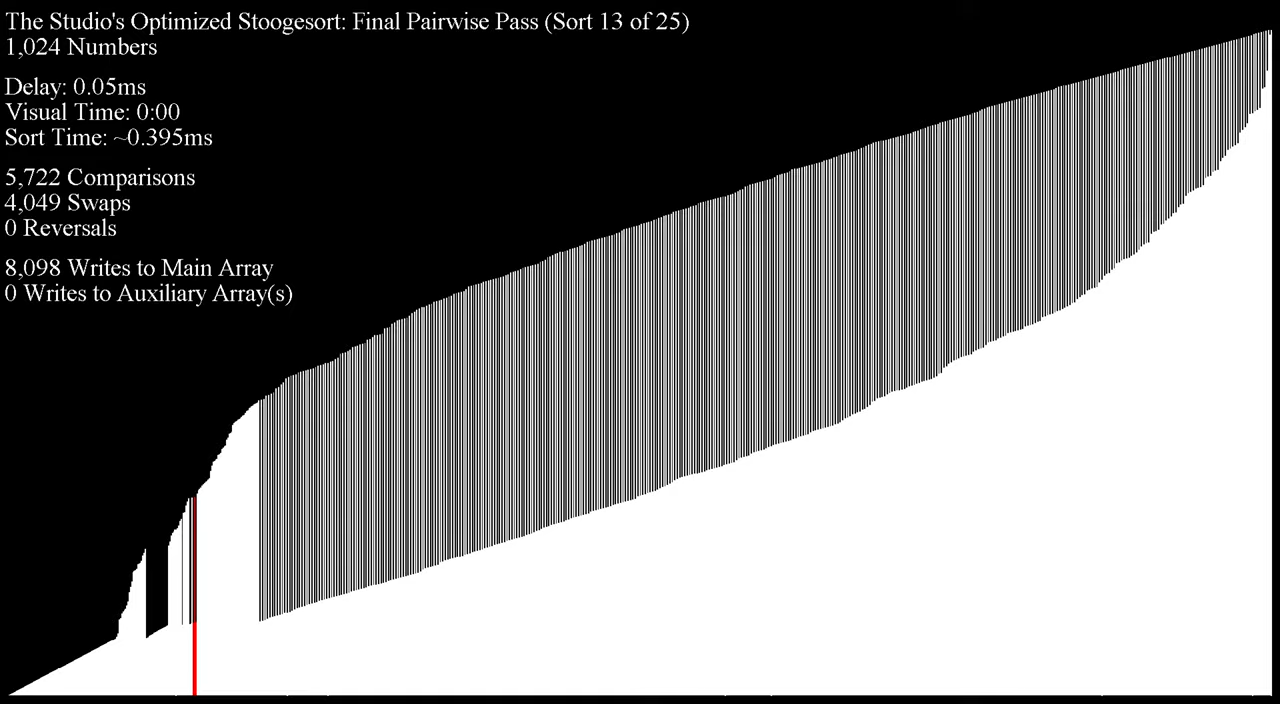 The Studio's Optimized Stoogesort: Final Pairwise Pass (Sort 13 of 25)
1,024 Numbers
Delay: 0.05ms
Visual Time: 0:00
Sort Time: ~0.395ms
5,722 Comparisons
4,049 Swaps
0 Reversals
8,098 Writes to Main Array
0 Writes to Auxiliary Array(s)